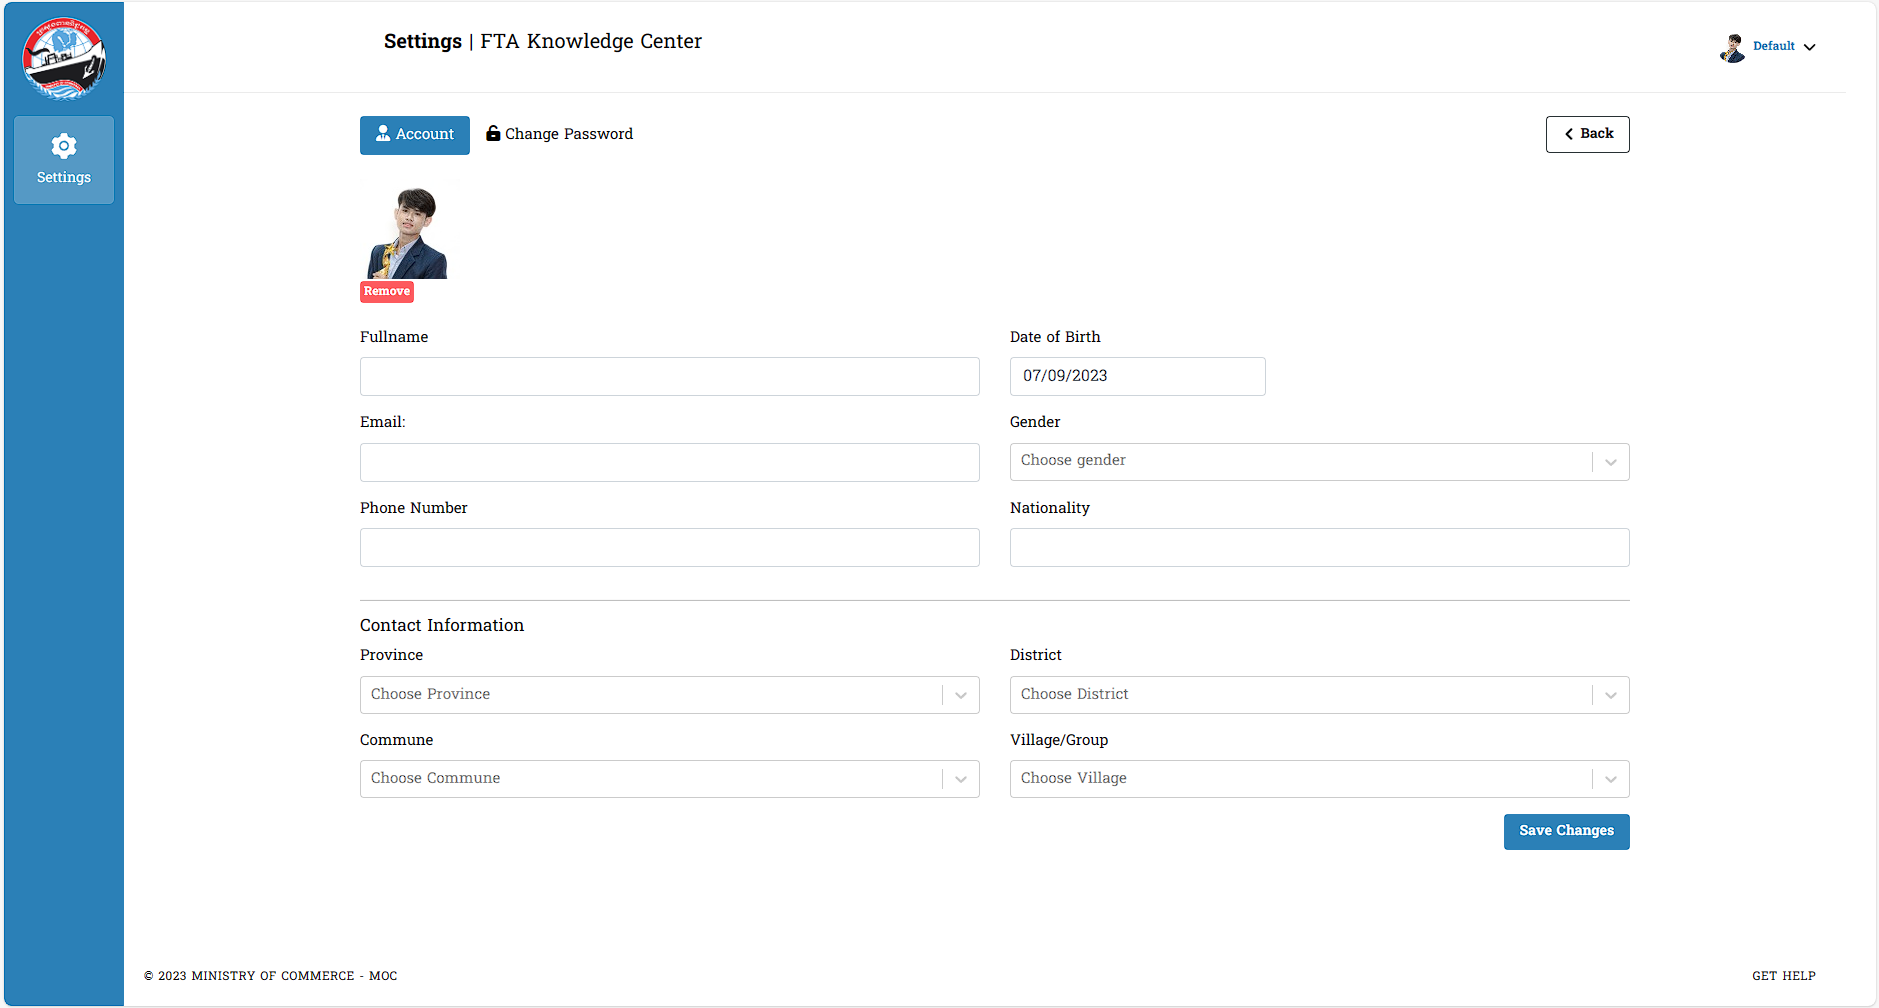 Settings | FTA Knowledge Center
Default
Settings
Account
Change Password
Back
Remove
Fullname
Date of Birth
07/09/2023
Email:
Gender
Choose gender
Phone Number
Nationality
Contact Information
Province
District
Choose Province
Choose District
Commune
Village/Group
Choose Commune
Choose Village
Save Changes
© 2023 MINISTRY OF COMMERCE - MOC
GET HELP